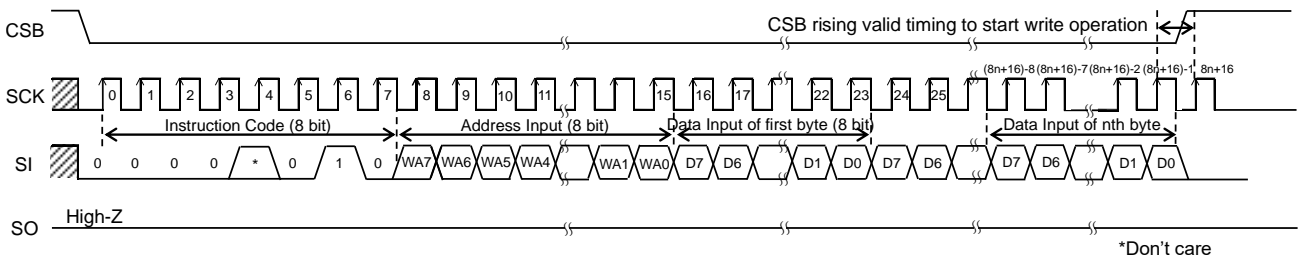 CSB
CSB rising valid timing to start write operation
(8n+16)-8 (8n+16)-7 (8n+16)-2 (8n+16)-1 8n+16
SCK
0 1 2 3 4 5 6 7 8 9 10 11 15 16 17 22 23 24 25
Instruction Code (8 bit) Address Input (8 bit) Data Input of first byte (8 bit) Data Input of nth byte
SI
0 0 0 0 * 0 1 0 WA7 WA6 WA5 WA4 WA1 WA0 D7 D6 D1 D0 D7 D6 D7 D6 D1 D0
High-Z
SO
*Don't care